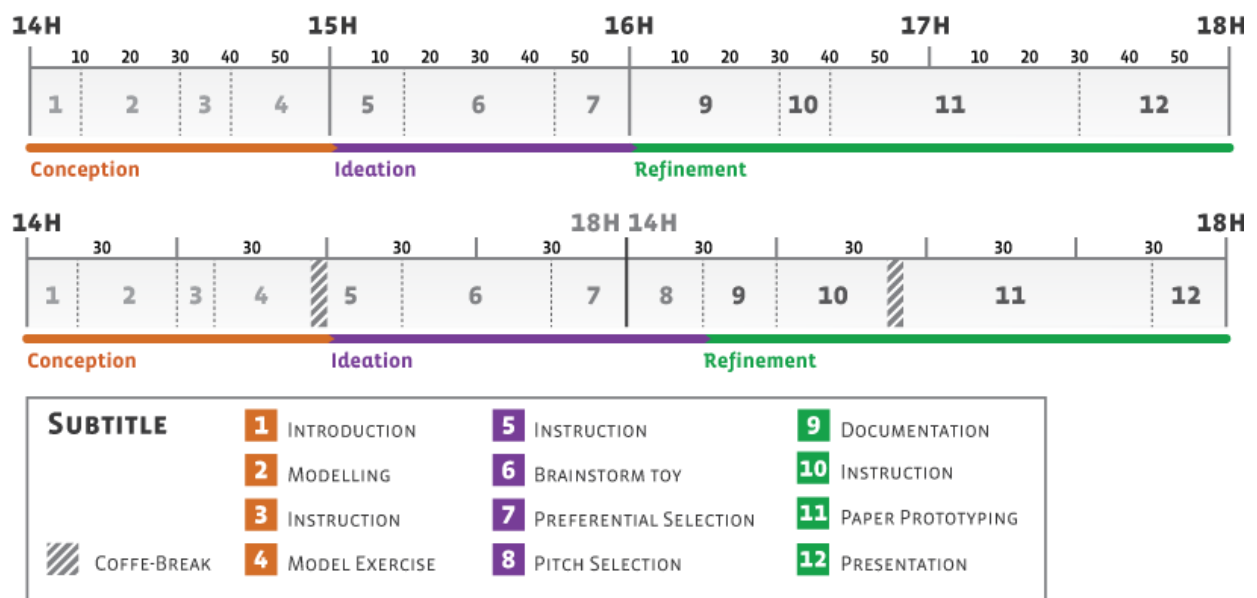 14H 15H 16H 17H 18H
10 20 30 40 50 10 20 30 40 50 10 20 30 40 50 10 20 30 40 50
1 2 3 4 5 6 7 9 10 11 12
Conception Ideation Refinement
14H 18H 14H 18H
30 30 30 30 30 30 30 30
1 2 3 4 5 6 7 8 9 10 11 12
Conception Ideation Refinement
SUBTITLE
COFFE-BREAK
1 INTRODUCTION
2 MODELLING
3 INSTRUCTION
4 MODEL EXERCISE
5 INSTRUCTION
6 BRAINSTORM TOY
7 PREFERENTIAL SELECTION
8 PITCH SELECTION
9 DOCUMENTATION
10 INSTRUCTION
11 PAPER PROTOTYPING
12 PRESENTATION